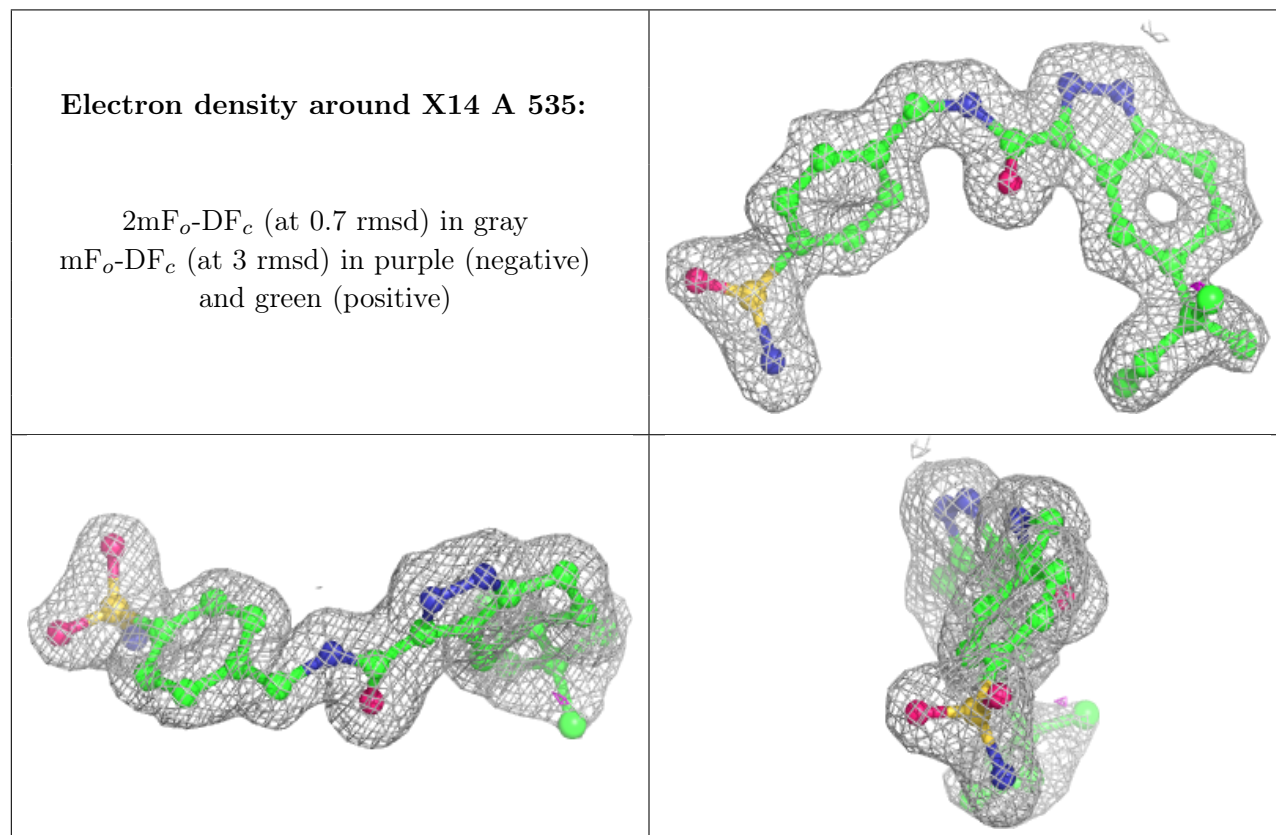 Electron density around X14 A 535:
2mFo-DFc (at 0.7 rmsd) in gray
mFo-DFc (at 3 rmsd) in purple (negative)
and green (positive)